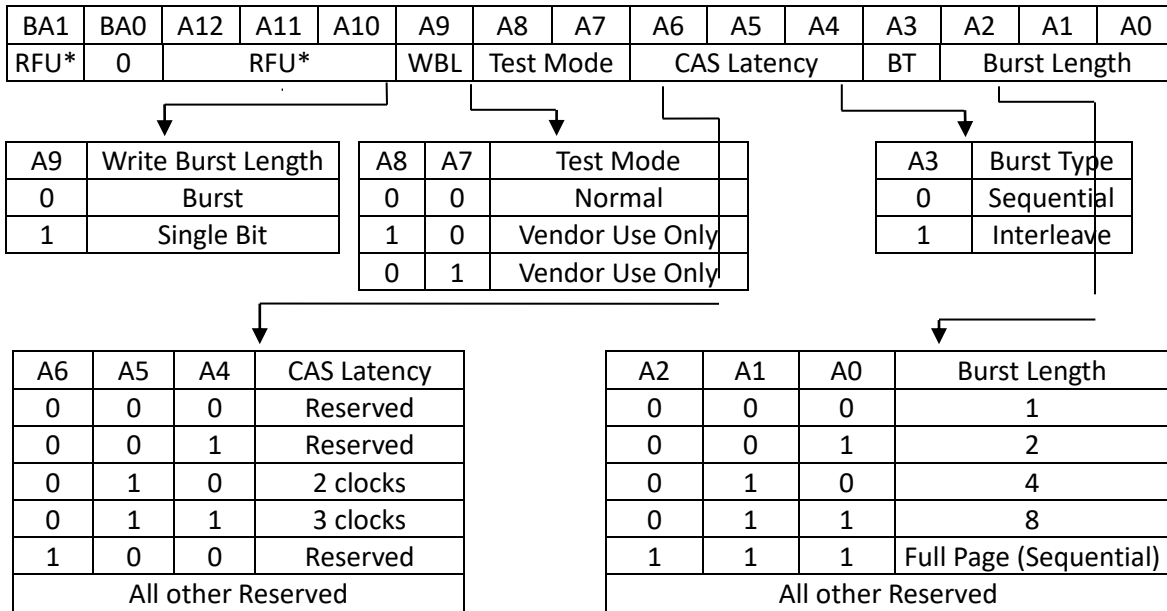 BA1 BA0 A12 A11 A10 A9 A8 A7 A6 A5 A4 A3 A2 A1 A0
RFU* 0 RFU* WBL Test Mode CAS Latency BT Burst Length
A9 Write Burst Length
0 Burst
1 Single Bit
A8 A7 Test Mode
0 0 Normal
1 0 Vendor Use Only
0 1 Vendor Use Only
A3 Burst Type
0 Sequential
1 Interleave
A6 A5 A4 CAS Latency
0 0 0 Reserved
0 0 1 Reserved
0 1 0 2 clocks
0 1 1 3 clocks
1 0 0 Reserved
All other Reserved
A2 A1 A0 Burst Length
0 0 0 1
0 0 1 2
0 1 0 4
0 1 1 8
1 1 1 Full Page (Sequential)
All other Reserved